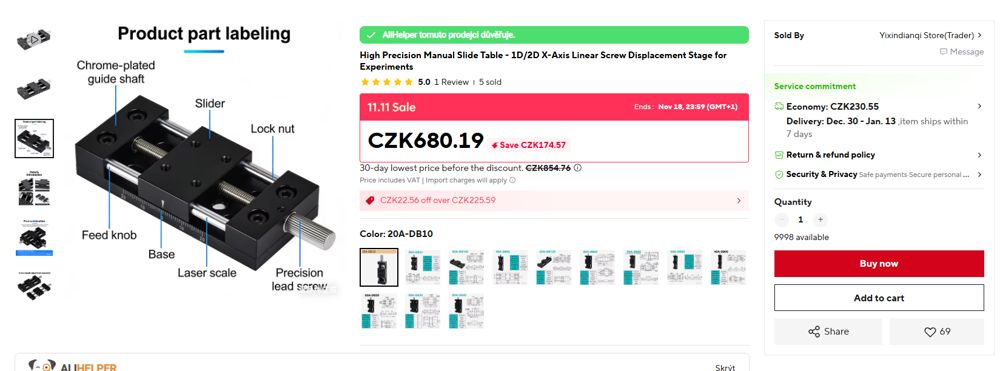 Product part labeling
Chrome-plated
guide shaft
Slider
Lock nut
Feed knob
Base
Laser scale
Precision
lead screw
ALIHELPER
AliHelper tomuto prodejci důvěřuje.
High Precision Manual Slide Table - 1D/2D X-Axis Linear Screw Displacement Stage for
Experiments
5.0 1 Review | 5 sold
11.11 Sale
Ends: Nov 18, 23:59 (GMT+1)
CZK680.19 Save CZK174.57
30-day lowest price before the discount. CZK854.76
Price includes VAT | Import charges will apply
CZK22.56 off over CZK225.59
Color: 20A-DB10
Skrýt
Sold By Yixindianqi Store(Trader)
Message
Service commitment
Economy: CZK230.55
Delivery: Dec. 30 - Jan. 13 ,item ships within
7 days
Return & refund policy
Security & Privacy Safe payments·Secure personal ...
Quantity
- 1 +
9998 available
Buy now
Add to cart
Share
69